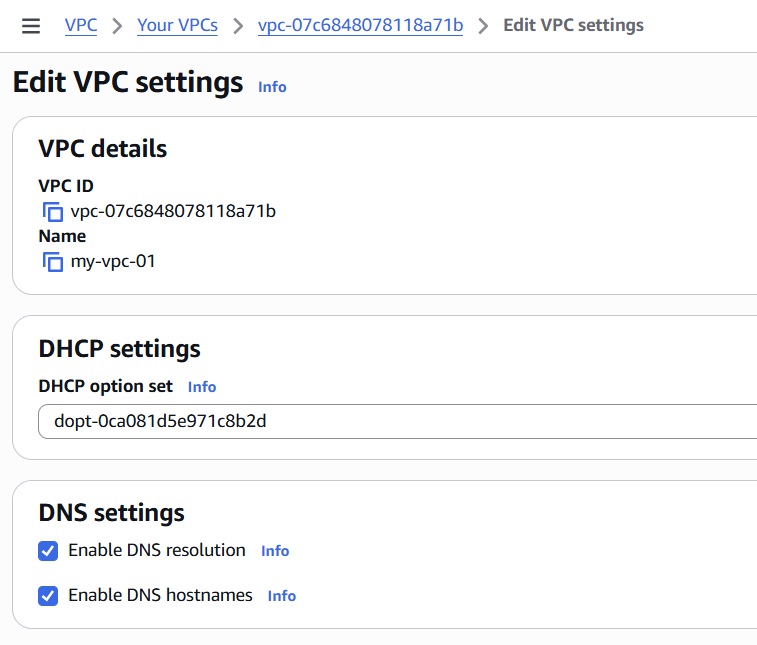 VPC > Your VPCs > vpc-07c6848078118a71b > Edit VPC settings
Edit VPC settings Info
VPC details
VPC ID
vpc-07c6848078118a71b
Name
my-vpc-01
DHCP settings
DHCP option set Info
dopt-0ca081d5e971c8b2d
DNS settings
Enable DNS resolution Info
Enable DNS hostnames Info